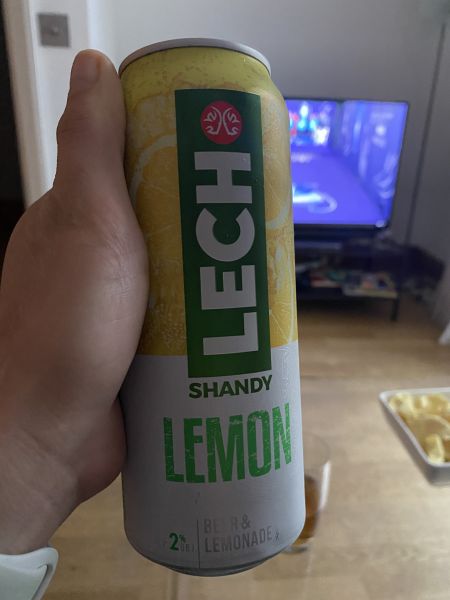 LECH
SHANDY
LEMON
2%
BEER &
LEMONADE